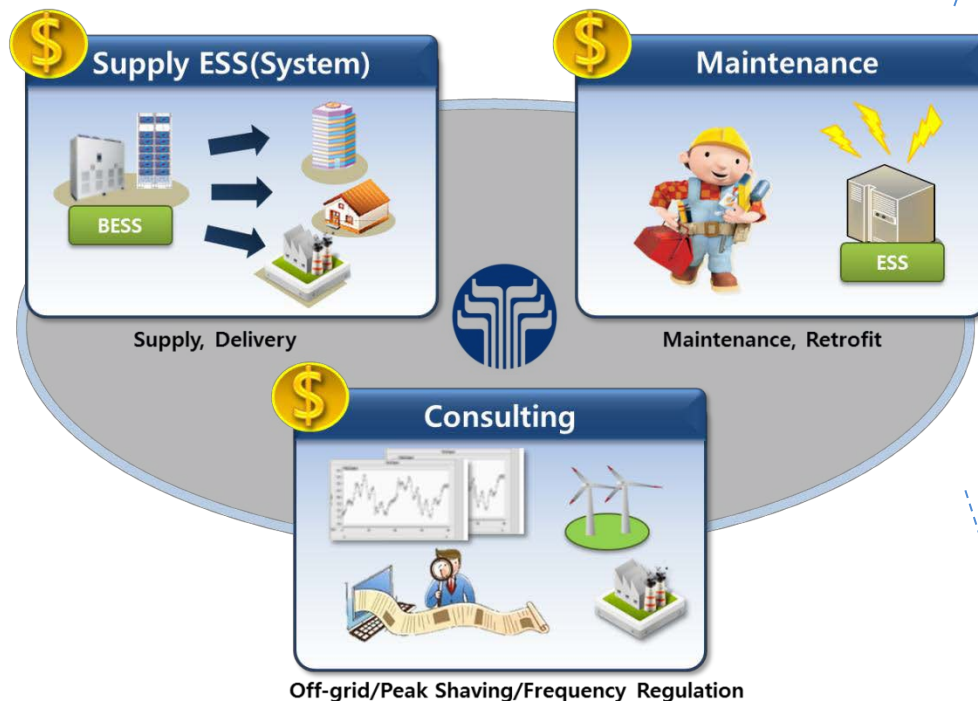 Supply ESS(System)
BESS
Supply, Delivery
Maintenance
ESS
Maintenance, Retrofit
Consulting
Off-grid/Peak Shaving/Frequency Regulation